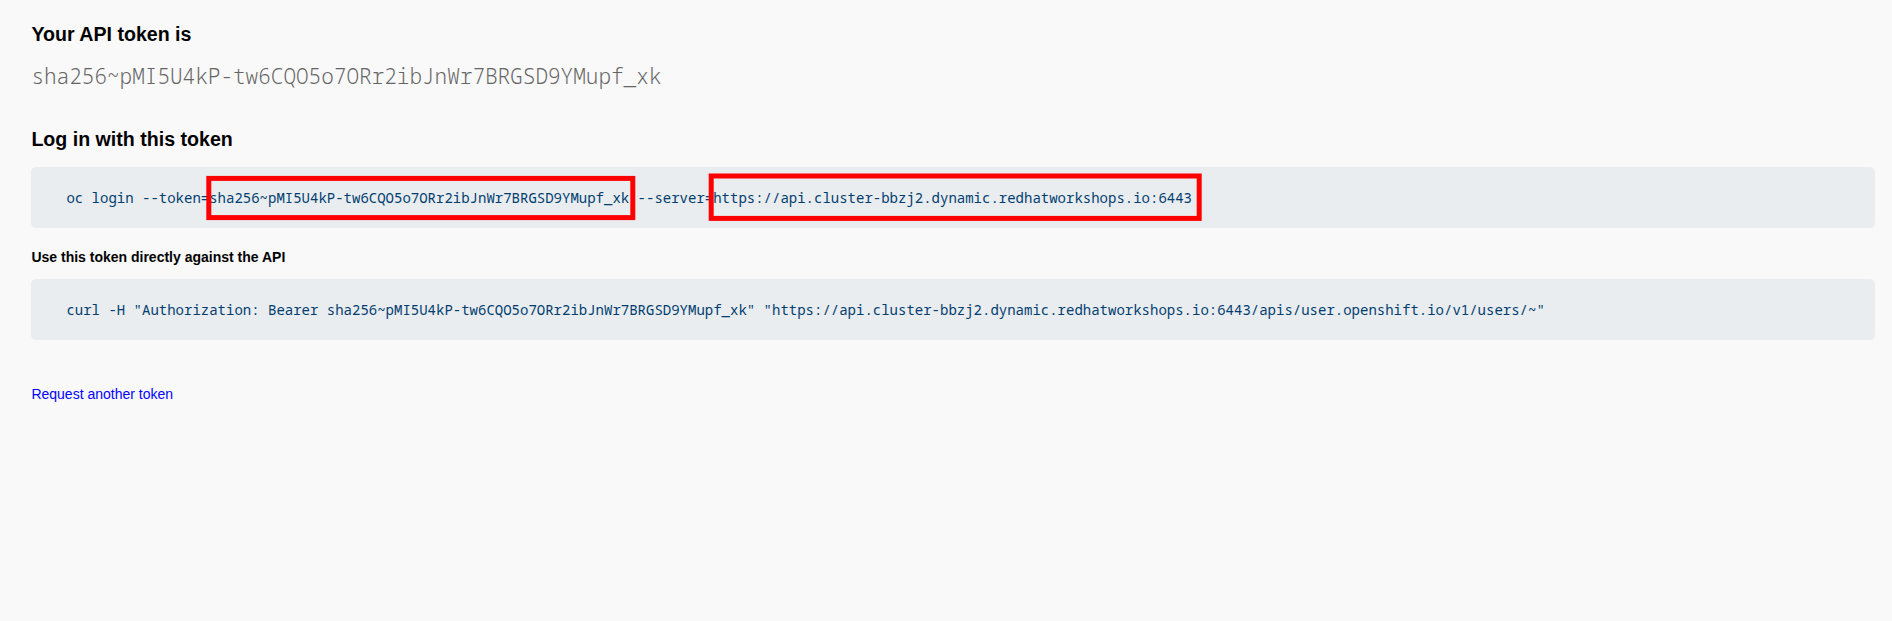 Your API token is
sha256~pMI5U4kP-tw6CQO5o7ORr2ibJnWr7BRGSD9YMupf_xk
Log in with this token
oc login --token=sha256~pMI5U4kP-tw6CQO5o7ORr2ibJnWr7BRGSD9YMupf_xk --server=https://api.cluster-bbzj2.dynamic.redhatworkshops.io:6443
Use this token directly against the API
curl -H "Authorization: Bearer sha256~pMI5U4kP-tw6CQO5o7ORr2ibJnWr7BRGSD9YMupf_xk" "https://api.cluster-bbzj2.dynamic.redhatworkshops.io:6443/apis/user.openshift.io/v1/users/~"
Request another token